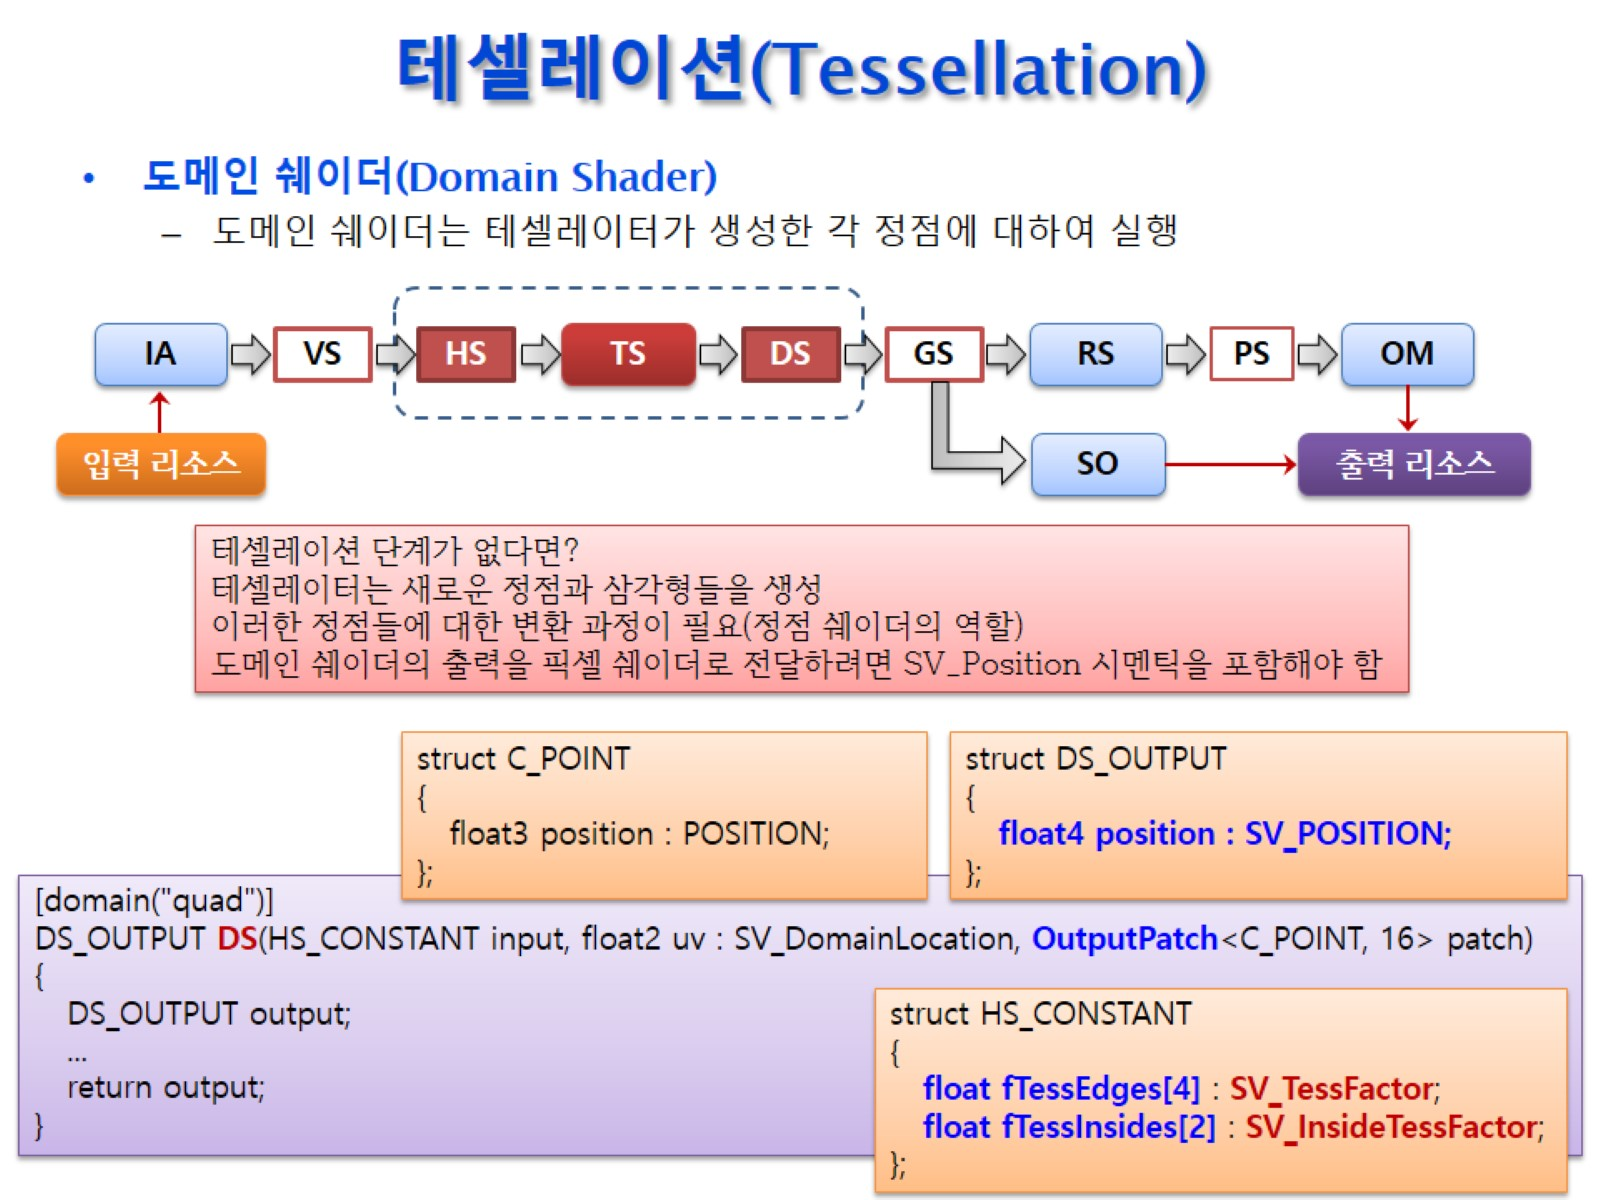 테셀레이션(Tessellation)
• 도메인 쉐이더(Domain Shader)
– 도메인 쉐이더는 테셀레이터가 생성한 각 정점에 대하여 실행
IA VS HS TS DS GS RS PS OM
입력 리소스 SO 출력 리소스
테셀레이션 단계가 없다면?
테셀레이터는 새로운 정점과 삼각형들을 생성
이러한 정점들에 대한 변환 과정이 필요(정점 쉐이더의 역할)
도메인 쉐이더의 출력을 픽셀 쉐이더로 전달하려면 SV_Position 시멘틱을 포함해야 함
struct C_POINT
{
float3 position : POSITION;
};
struct DS_OUTPUT
{
float4 position : SV_POSITION;
};
[domain("quad")]
DS_OUTPUT DS(HS_CONSTANT input, float2 uv : SV_DomainLocation, OutputPatch<C_POINT, 16> patch)
{
DS_OUTPUT output;
...
return output;
}
struct HS_CONSTANT
{
float fTessEdges[4] : SV_TessFactor;
float fTessInsides[2] : SV_InsideTessFactor;
};